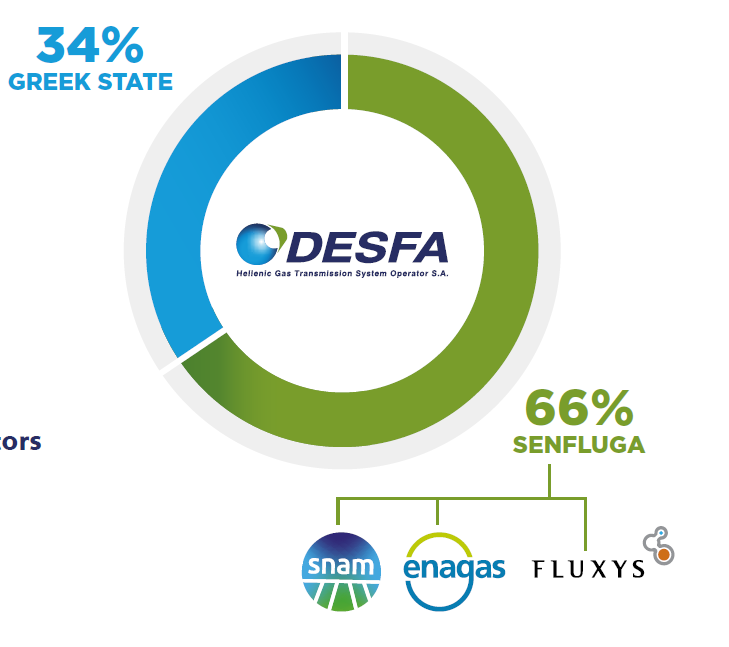 34%
GREEK STATE
DESFA
Hellenic Gas Transmission System Operator S.A.
66%
SENFLUGA
tors
snam
enagas
FLUXYS